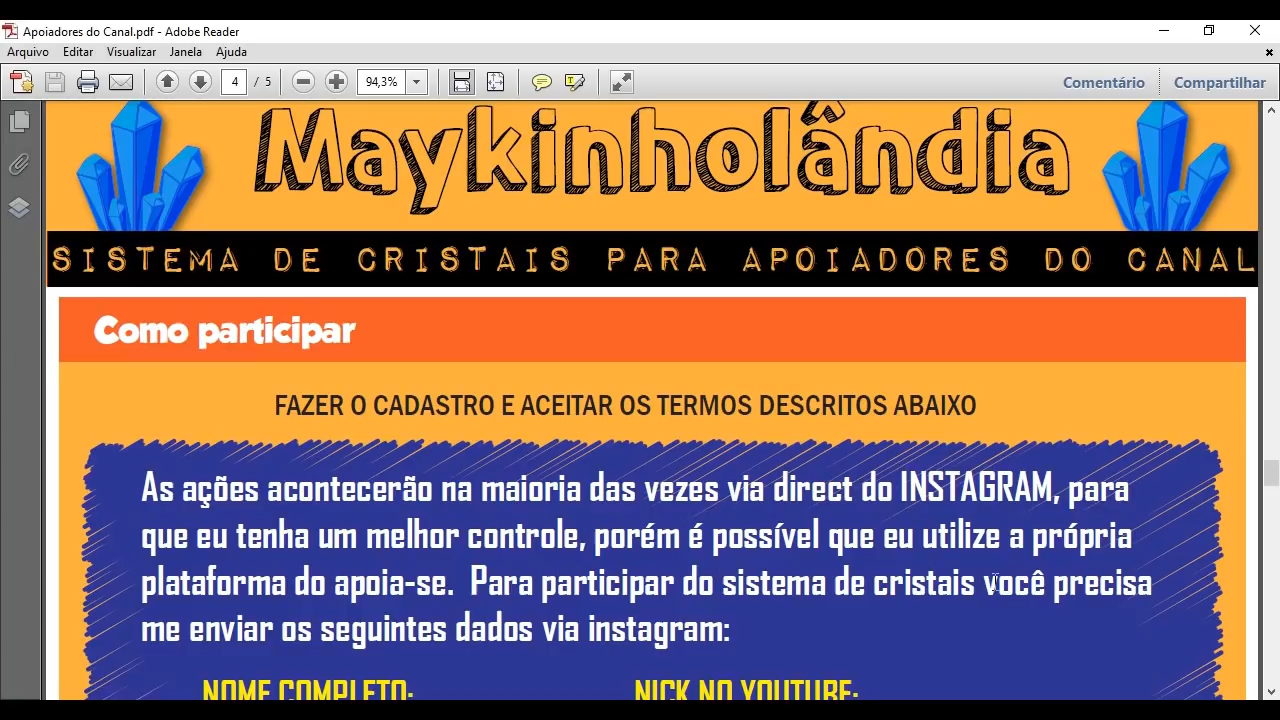 Apoiadores do Canal.pdf - Adobe Reader
Arquivo Editar Visualizar Janela Ajuda
4 / 5 94,3% Comentário Compartilhar
Maykinholândia
SISTEMA DE CRISTAIS PARA APOIADORES DO CANAL
Como participar
FAZER O CADASTRO E ACEITAR OS TERMOS DESCRITOS ABAIXO
As ações acontecerão na maioria das vezes via direct do INSTAGRAM, para
que eu tenha um melhor controle, porém é possível que eu utilize a própria
plataforma do apoia-se. Para participar do sistema de cristais você precisa
me enviar os seguintes dados via instagram:
NOME COMPLETO: NICK NO YOUTUBE: